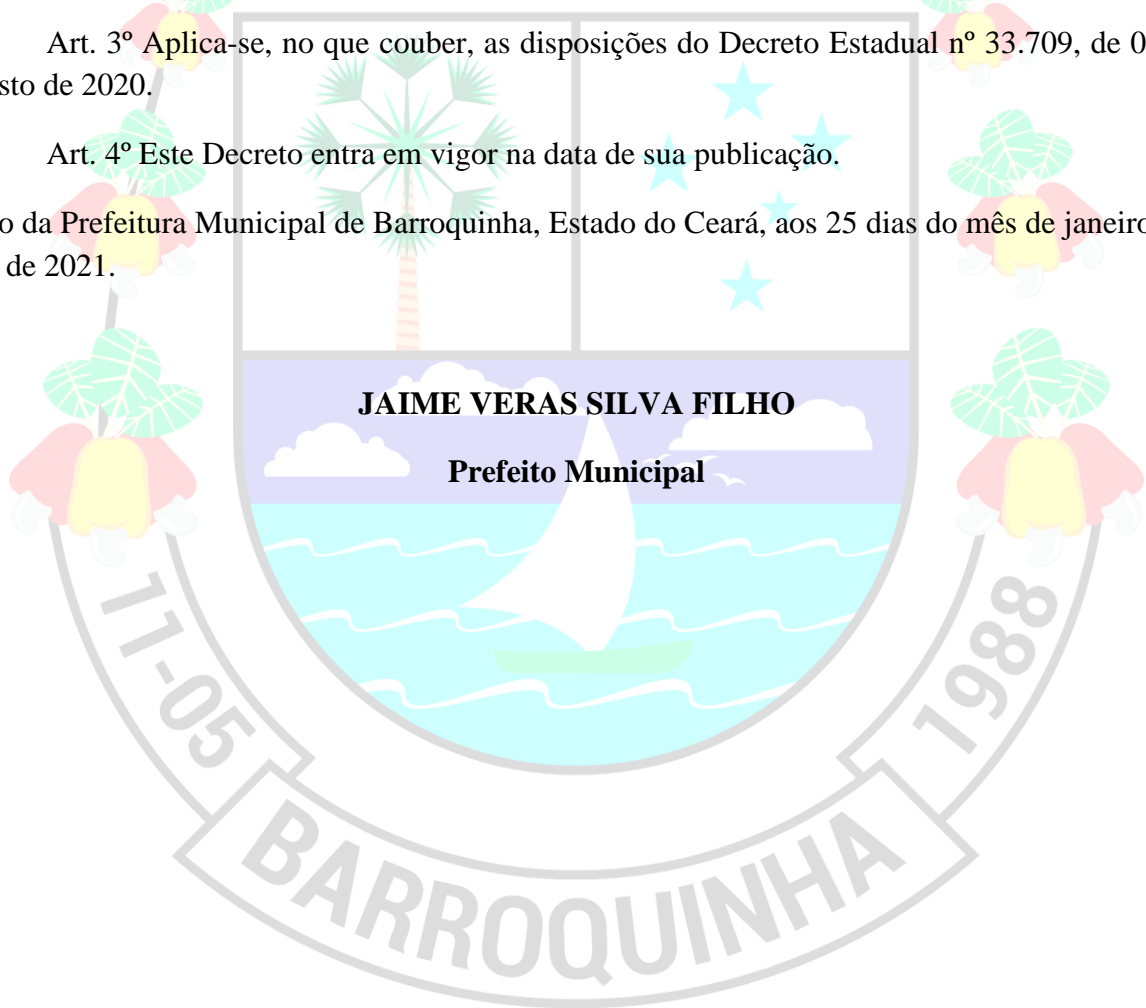 Art. 3º Aplica-se, no que couber, as disposições do Decreto Estadual nº 33.709, de 0
sto de 2020.
Art. 4º Este Decreto entra em vigor na data de sua publicação.
o da Prefeitura Municipal de Barroquinha, Estado do Ceará, aos 25 dias do mês de janeiro
de 2021.
JAIME VERAS SILVA FILHO
Prefeito Municipal
11-05
1988
BARROQUINHA